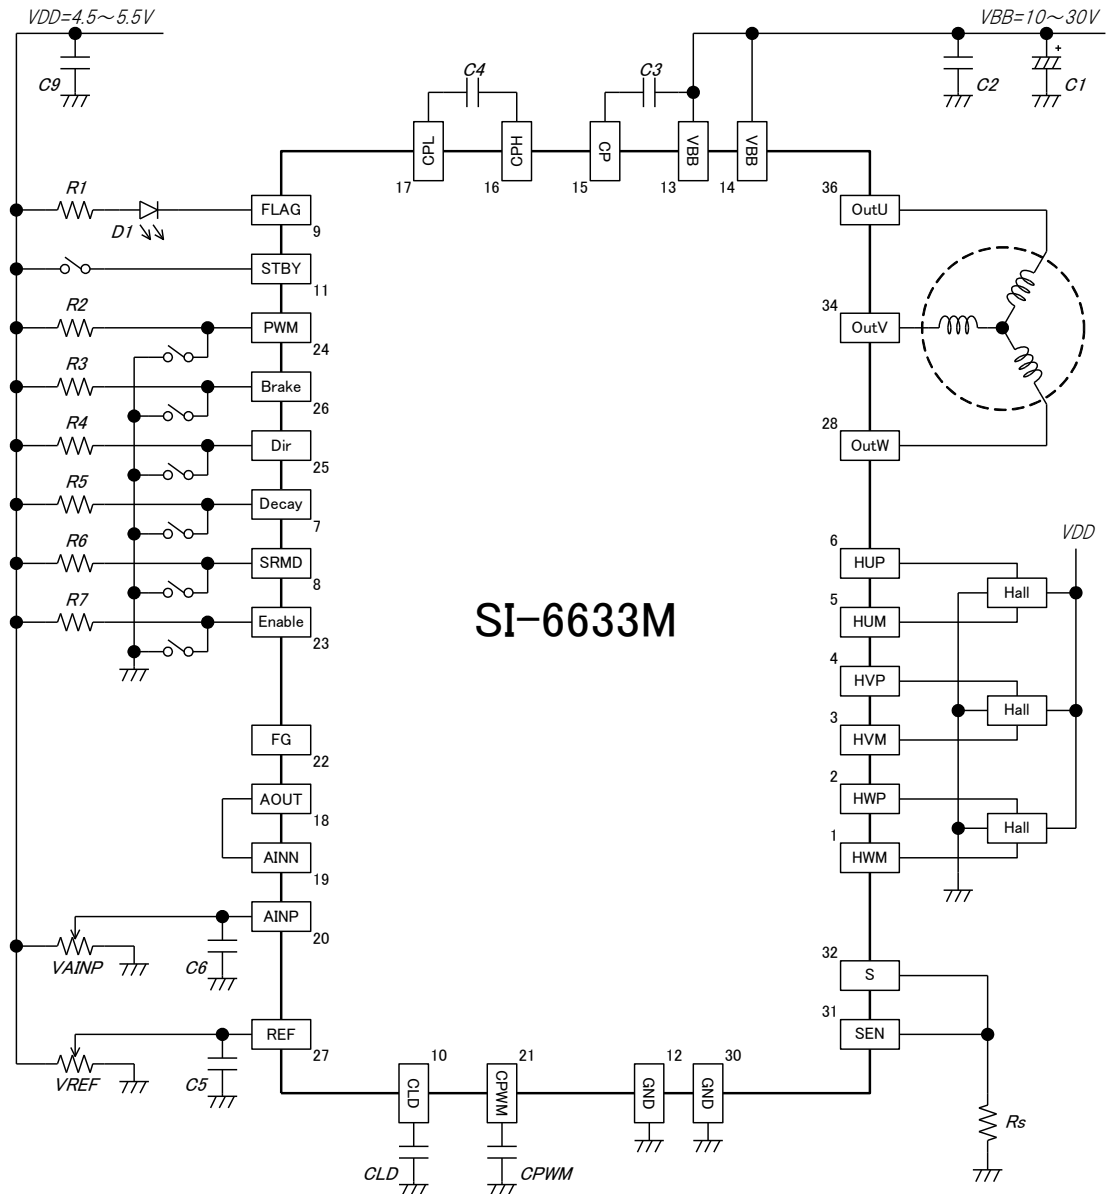 VDD=4.5～5.5V
VBB=10～30V
C9
C4
C3
C2
C1
+
CPL
CPH
CP
VBB
VBB
17
16
15
13
14
R1
D1
FLAG
9
STBY
11
R2
PWM
24
R3
Brake
26
R4
Dir
25
R5
Decay
7
R6
SRMD
8
R7
Enable
23
FG
22
AOUT
18
AINN
19
AINP
20
VAINP
C6
REF
27
VREF
C5
SI-6633M
36
OutU
34
OutV
28
OutW
VDD
6
HUP
Hall
5
HUM
4
HVP
Hall
3
HVM
2
HWP
Hall
1
HWM
32
S
31
SEN
Rs
10
21
12
30
CLD
CPWM
GND
GND
CLD
CPWM